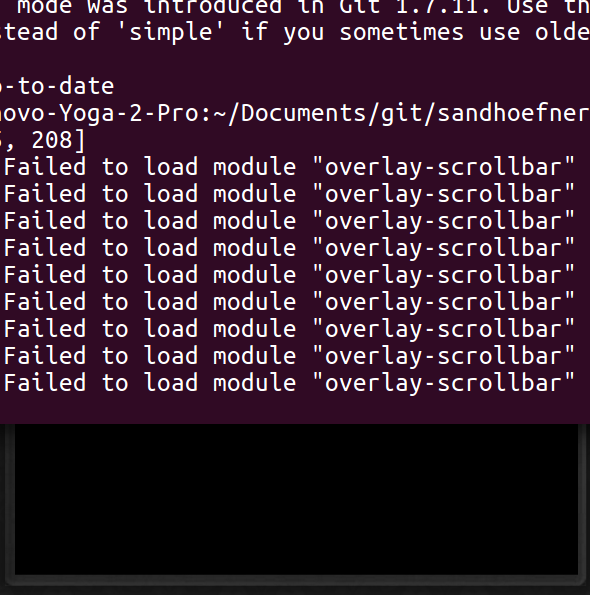 mode was introduced in Git 1.7.11. Use th
stead of 'simple' if you sometimes use olde
-to-date
ovo-Yoga-2-Pro:~/Documents/git/sandhoefner
, 208]
Failed to load module "overlay-scrollbar"
Failed to load module "overlay-scrollbar"
Failed to load module "overlay-scrollbar"
Failed to load module "overlay-scrollbar"
Failed to load module "overlay-scrollbar"
Failed to load module "overlay-scrollbar"
Failed to load module "overlay-scrollbar"
Failed to load module "overlay-scrollbar"
Failed to load module "overlay-scrollbar"